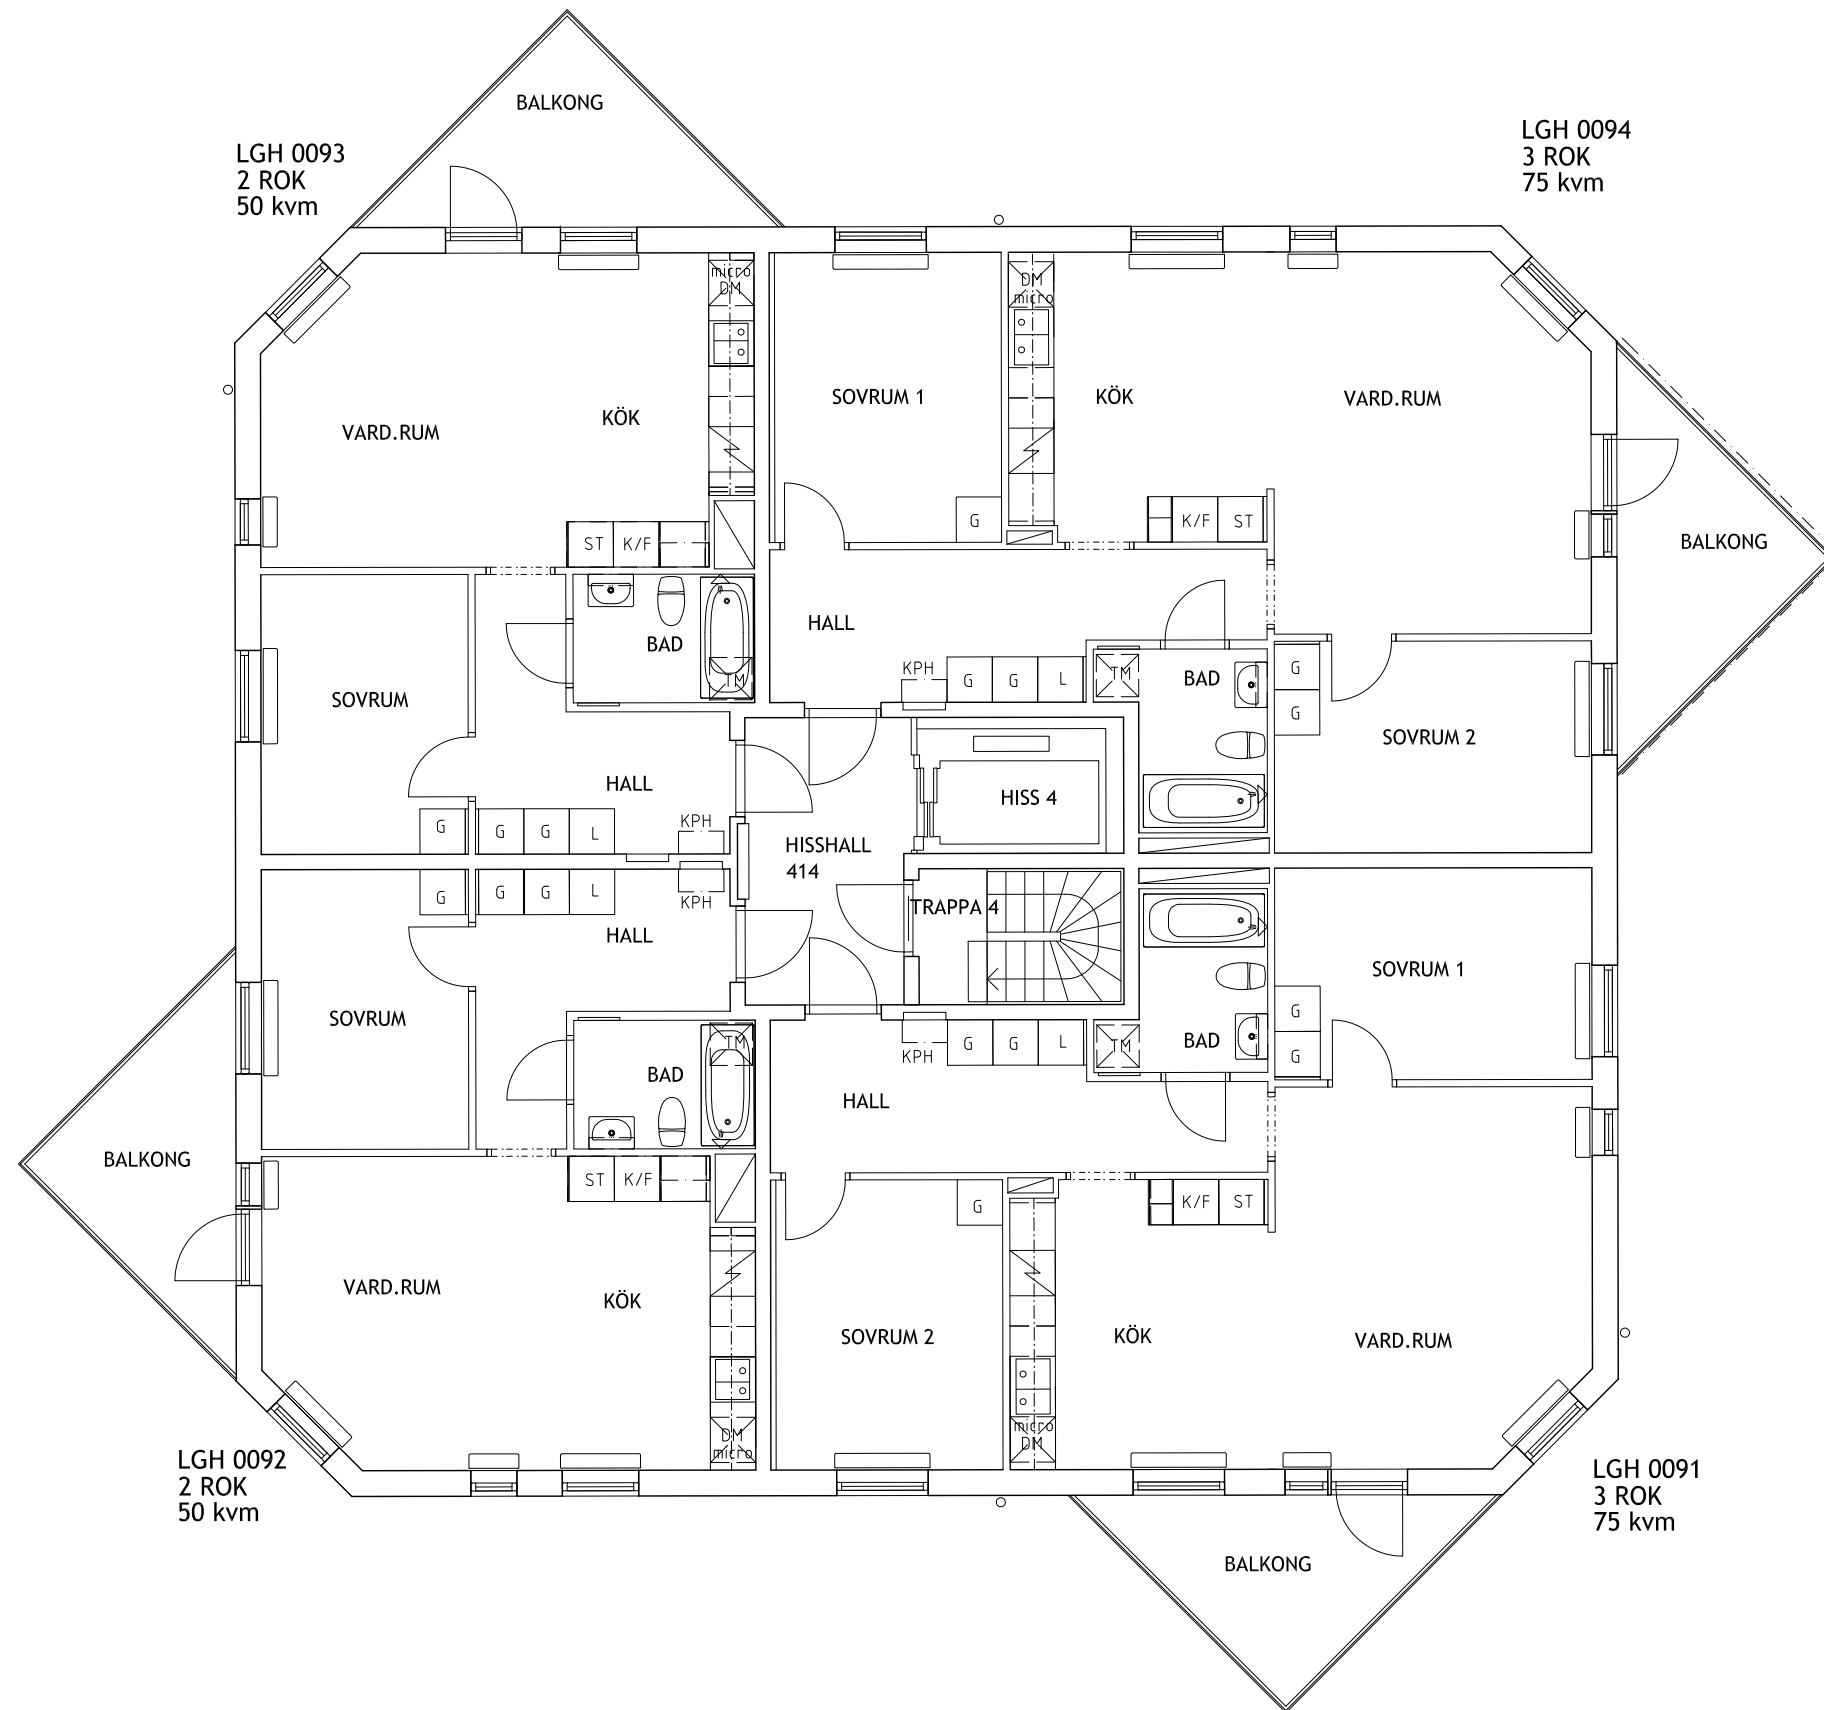 BALKONG
LGH 0093
2 ROK
50 kvm
LGH 0094
3 ROK
75 kvm
micro
DM
DM
micro
SOVRUM 1
KÖK
VARD.RUM
VARD.RUM
KÖK
G
K/F
ST
ST
K/F
BALKONG
HALL
BAD
KPH
G
G
L
TM
BAD
G
TM
SOVRUM
G
SOVRUM 2
HALL
HISS 4
KPH
G
G
G
L
HISSHALL
414
G
G
G
L
KPH
TRAPPA 4
HALL
SOVRUM 1
SOVRUM
G
TM
KPH
G
G
L
TM
BAD
G
BAD
HALL
BALKONG
ST
K/F
G
K/F
ST
VARD.RUM
KÖK
SOVRUM 2
KÖK
VARD.RUM
DM
micro
micro
DM
LGH 0092
2 ROK
50 kvm
LGH 0091
3 ROK
75 kvm
BALKONG